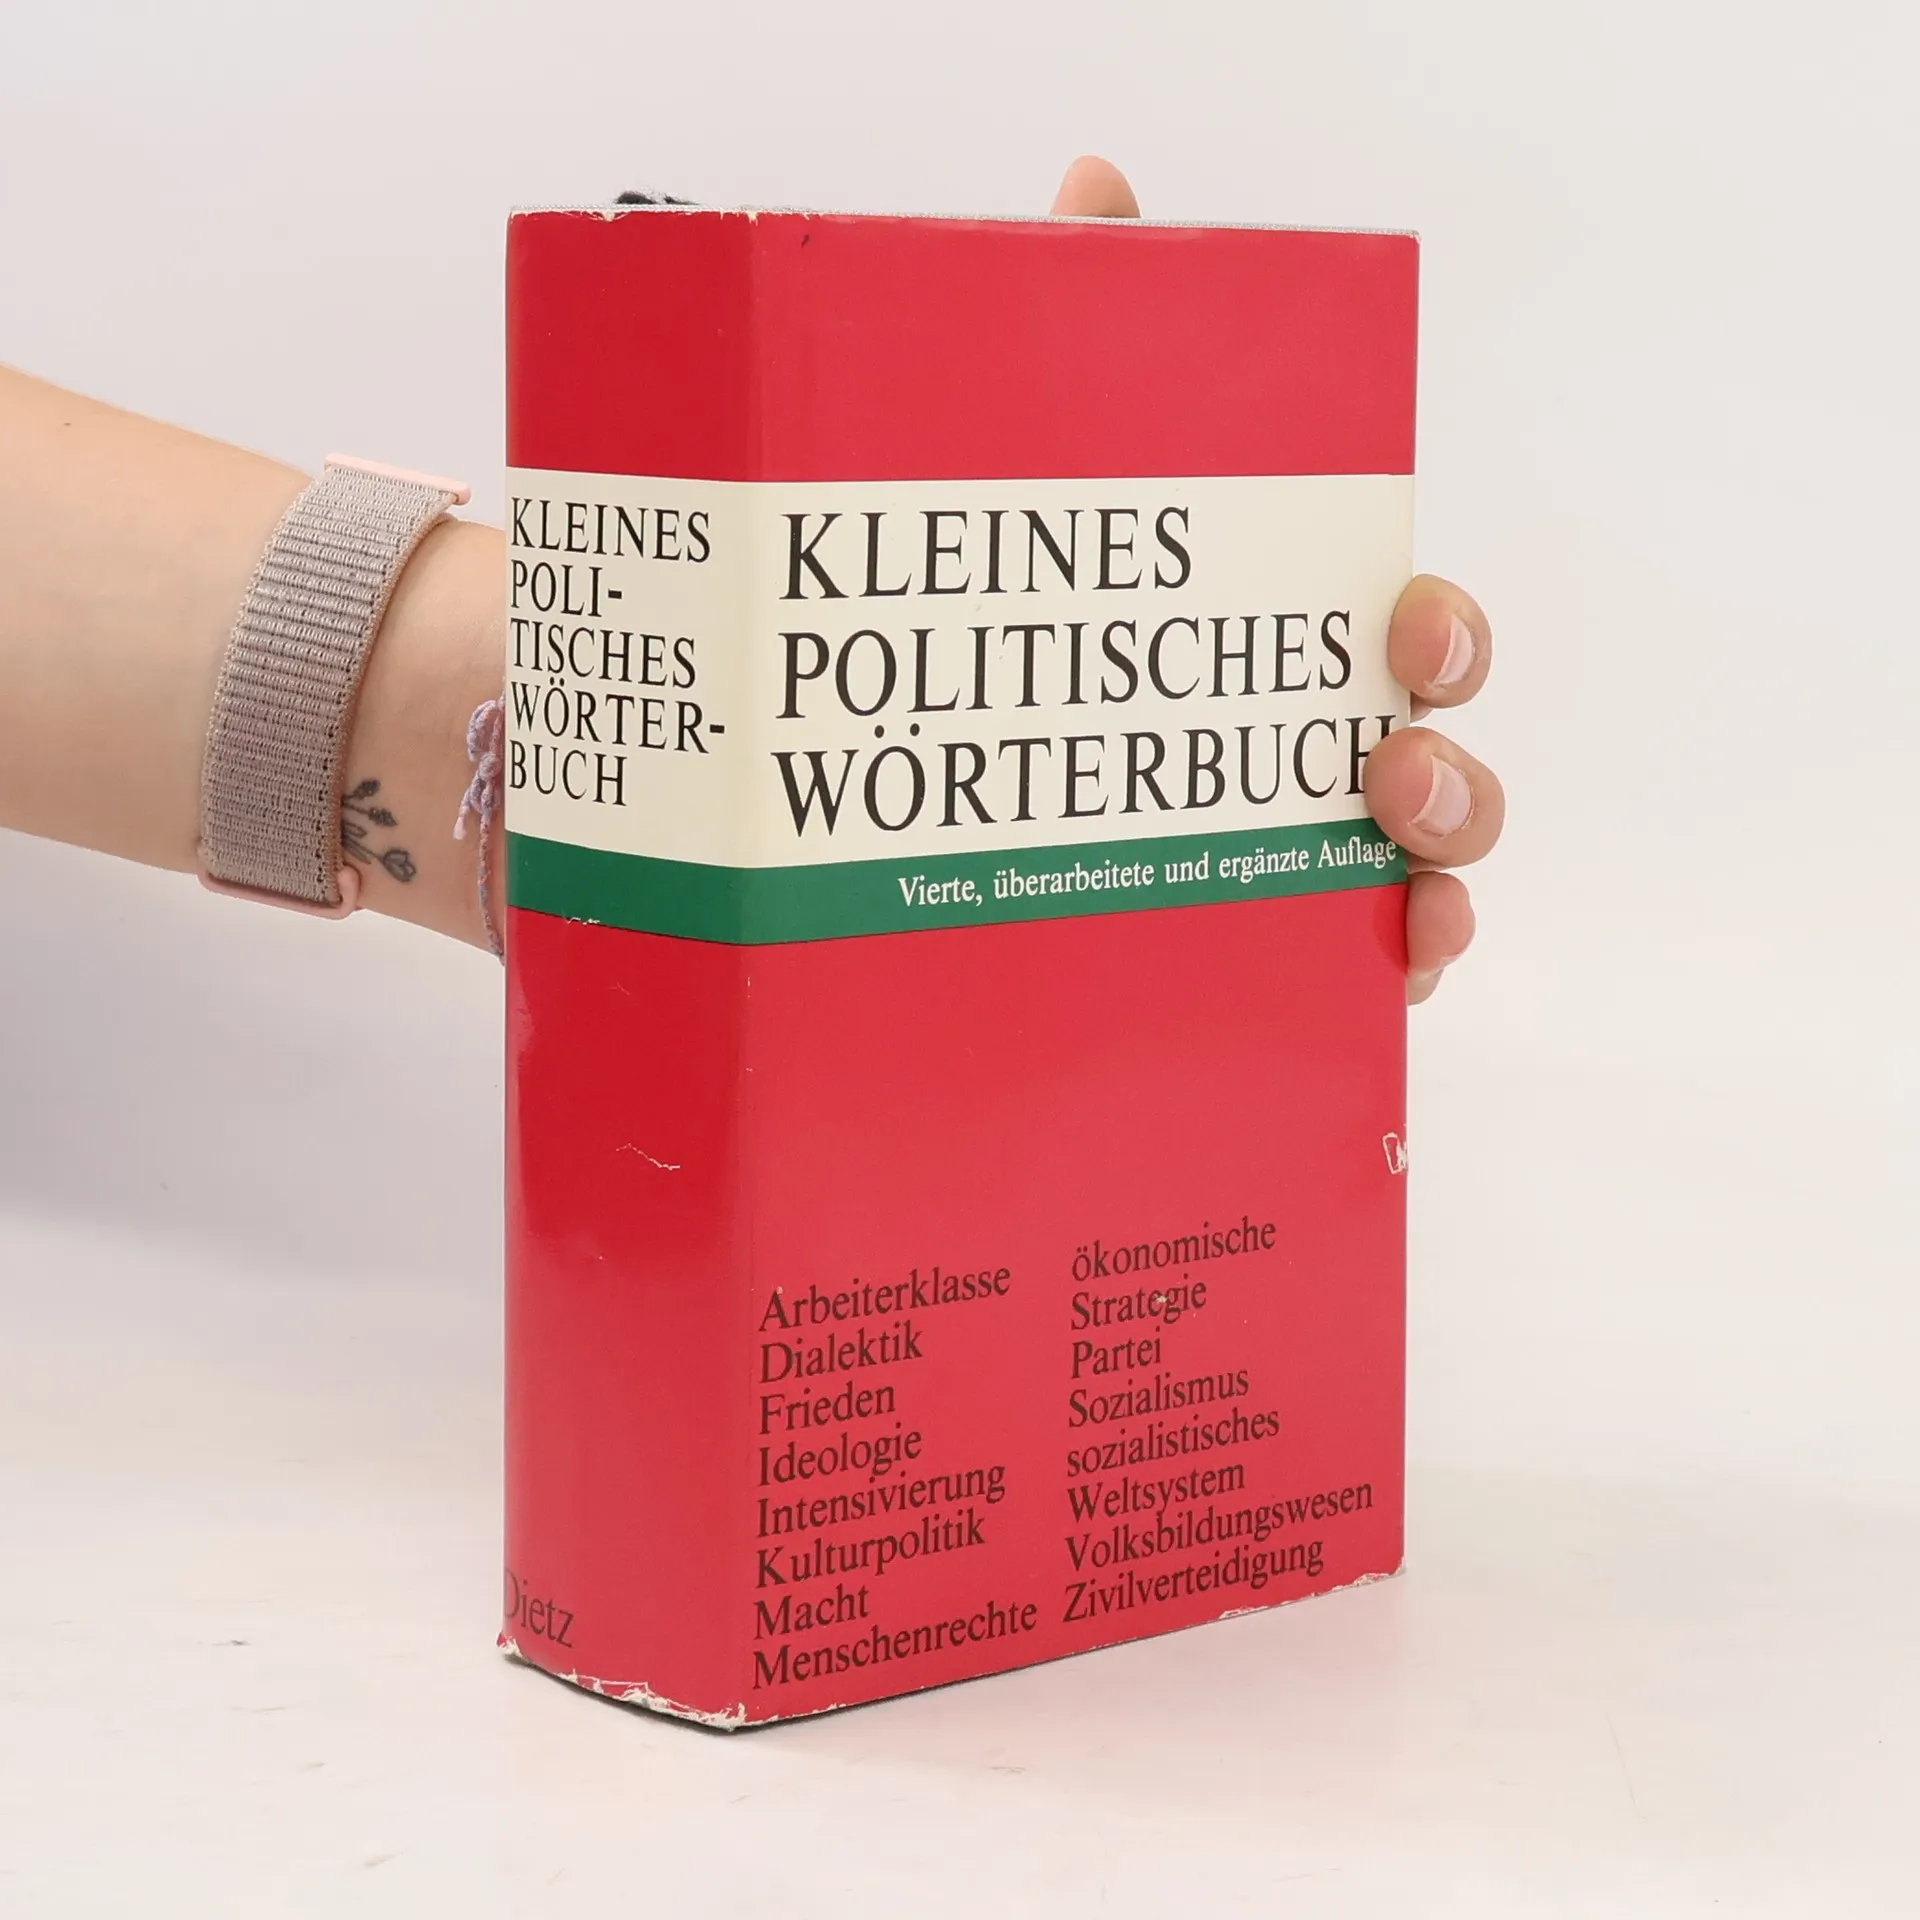 KLEINES
POLI-
TISCHES
WÖRTER-
BUCH
Dietz
KLEINES
POLITISCHES
WÖRTERBUCH
Vierte, überarbeitete und ergänzte Auflage
Arbeiterklasse
Dialektik
Frieden
Ideologie
Intensivierung
Kulturpolitik
Macht
Menschenrechte
ökonomische
Strategie
Partei
Sozialismus
sozialistisches
Weltsystem
Volksbildungswesen
Zivilverteidigung